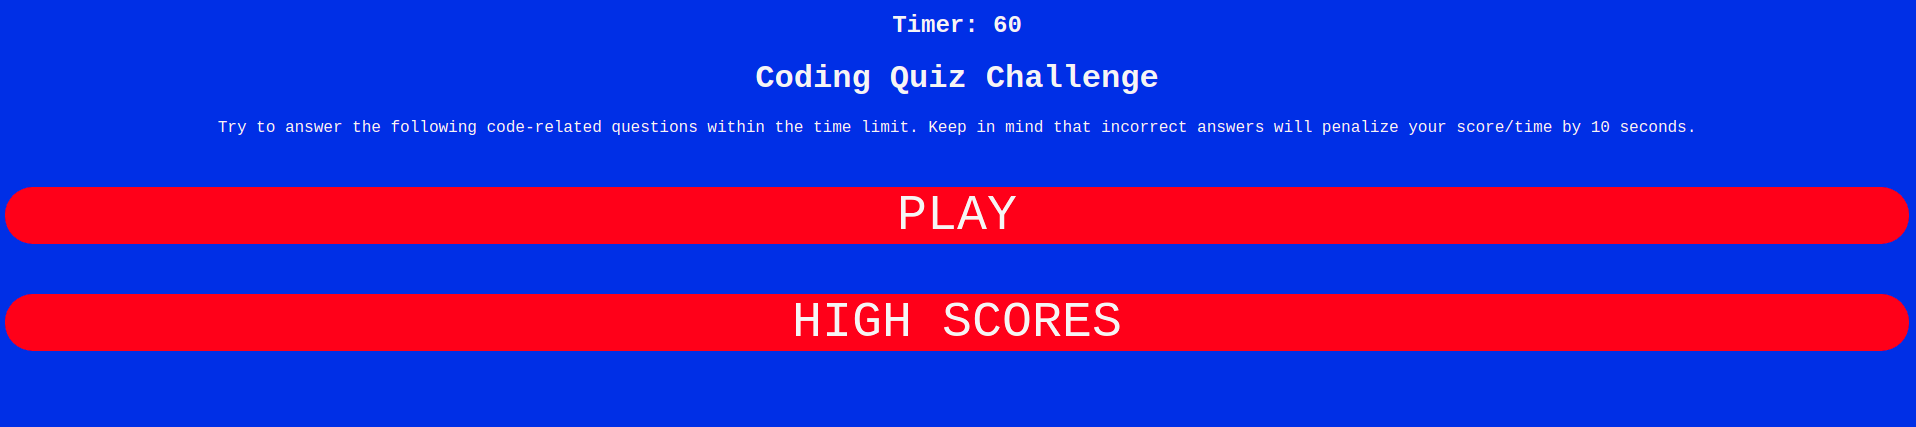 Timer: 60
Coding Quiz Challenge
Try to answer the following code-related questions within the time limit. Keep in mind that incorrect answers will penalize your score/time by 10 seconds.
PLAY
HIGH SCORES